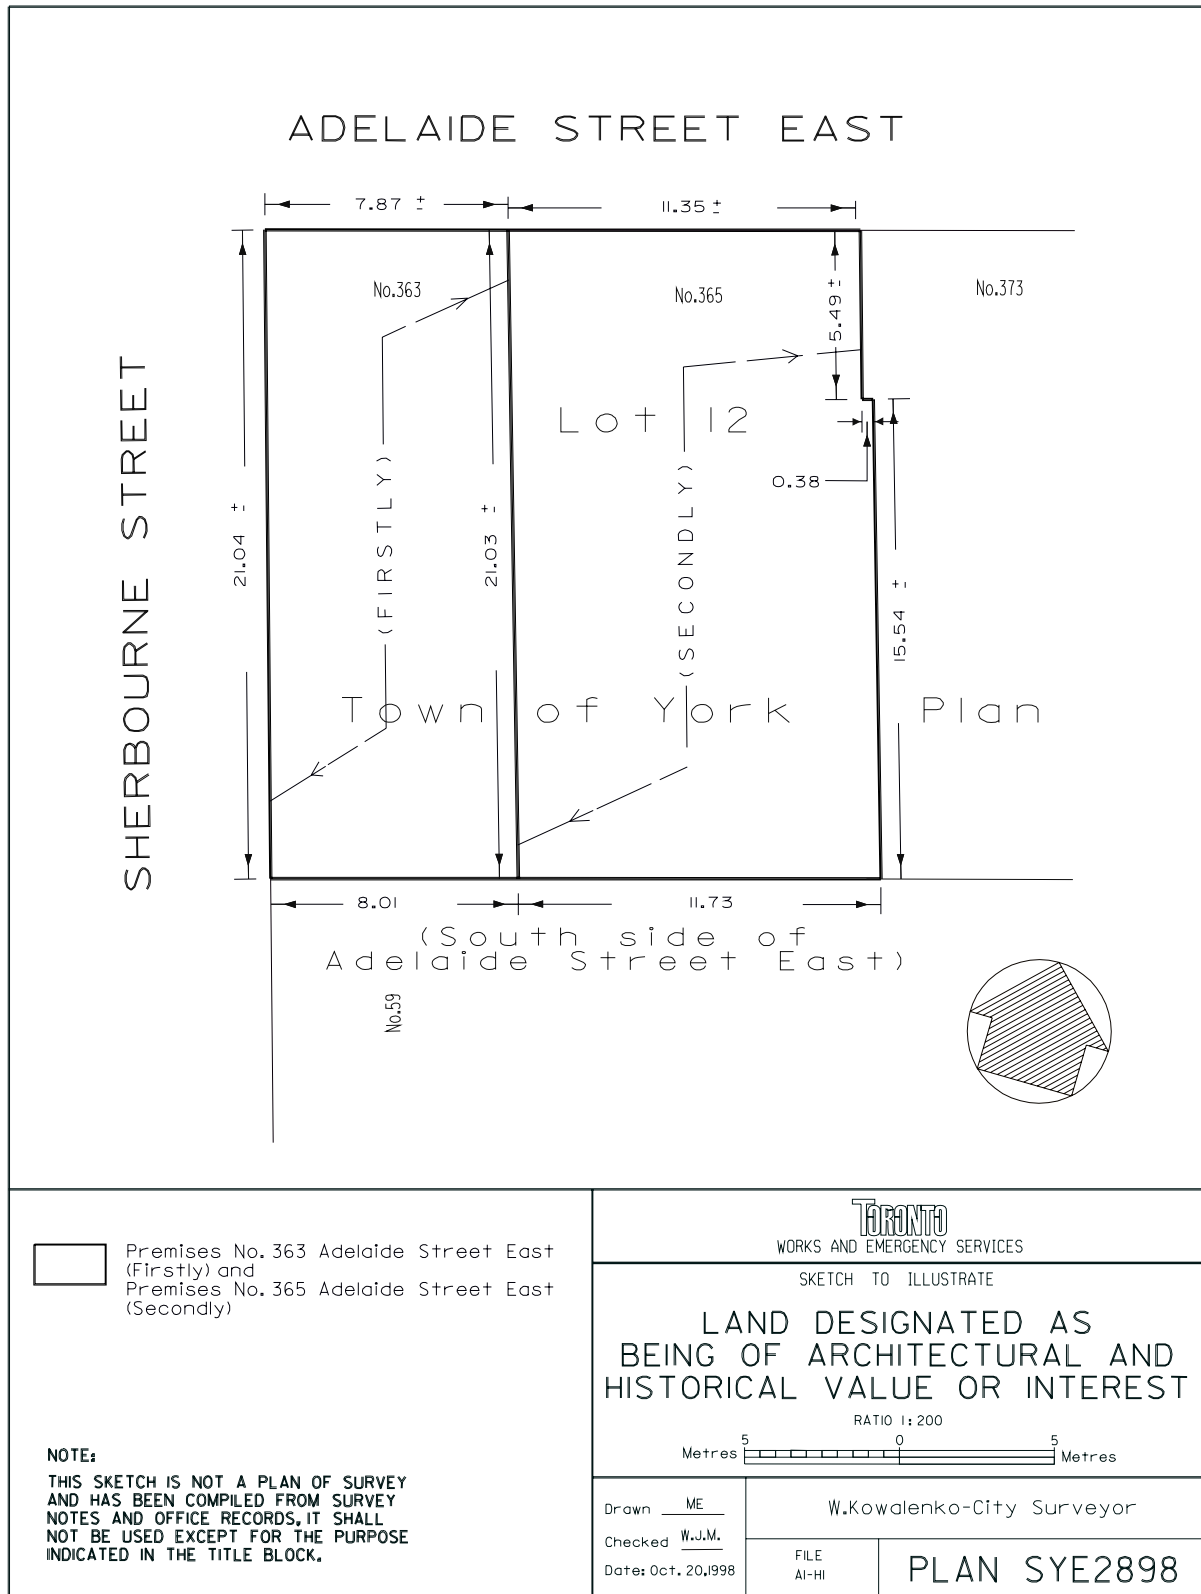 ADELAIDE STREET EAST
7.87 ±
11.35 ±
No.363
No.365
No.373
5.49 ±
SHERBOURNE STREET
Lot 12
0.38
21.04 ±
(FIRSTLY)
21.03 ±
(SECONDLY)
15.54 ±
Town of York Plan
8.01
11.73
(South side of
Adelaide Street East)
No.59
Premises No. 363 Adelaide Street East
(Firstly) and
Premises No. 365 Adelaide Street East
(Secondly)
NOTE:
THIS SKETCH IS NOT A PLAN OF SURVEY
AND HAS BEEN COMPILED FROM SURVEY
NOTES AND OFFICE RECORDS, IT SHALL
NOT BE USED EXCEPT FOR THE PURPOSE
INDICATED IN THE TITLE BLOCK.
TORONTO
WORKS AND EMERGENCY SERVICES
SKETCH TO ILLUSTRATE
LAND DESIGNATED AS
BEING OF ARCHITECTURAL AND
HISTORICAL VALUE OR INTEREST
RATIO 1:200
5 0 5
Metres Metres
Drawn ME
Checked W.J.M.
Date: Oct. 20,1998
W.Kowalenko-City Surveyor
FILE
A1-H1
PLAN SYE2898